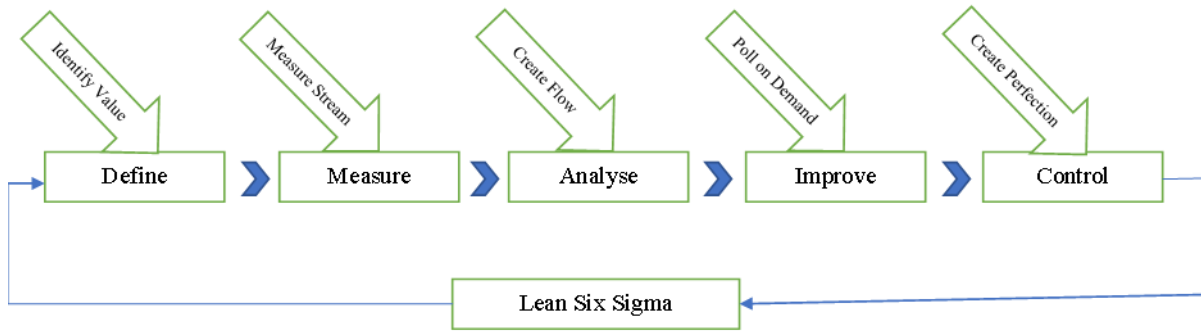 Identify Value
Measure Stream
Create Flow
Poll on Demand
Create Perfection
Define
Measure
Analyse
Improve
Control
Lean Six Sigma